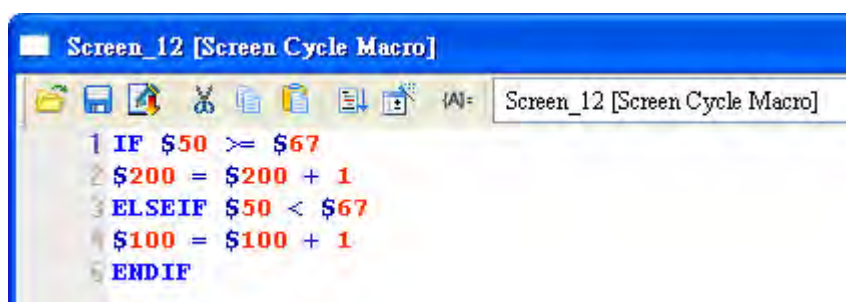 Screen_12 [Screen Cycle Macro]
{A}= Screen_12 [Screen Cycle Macro]
1 IF $50 >= $67
2 $200 = $200 + 1
3 ELSEIF $50 < $67
4 $100 = $100 + 1
5 ENDIF